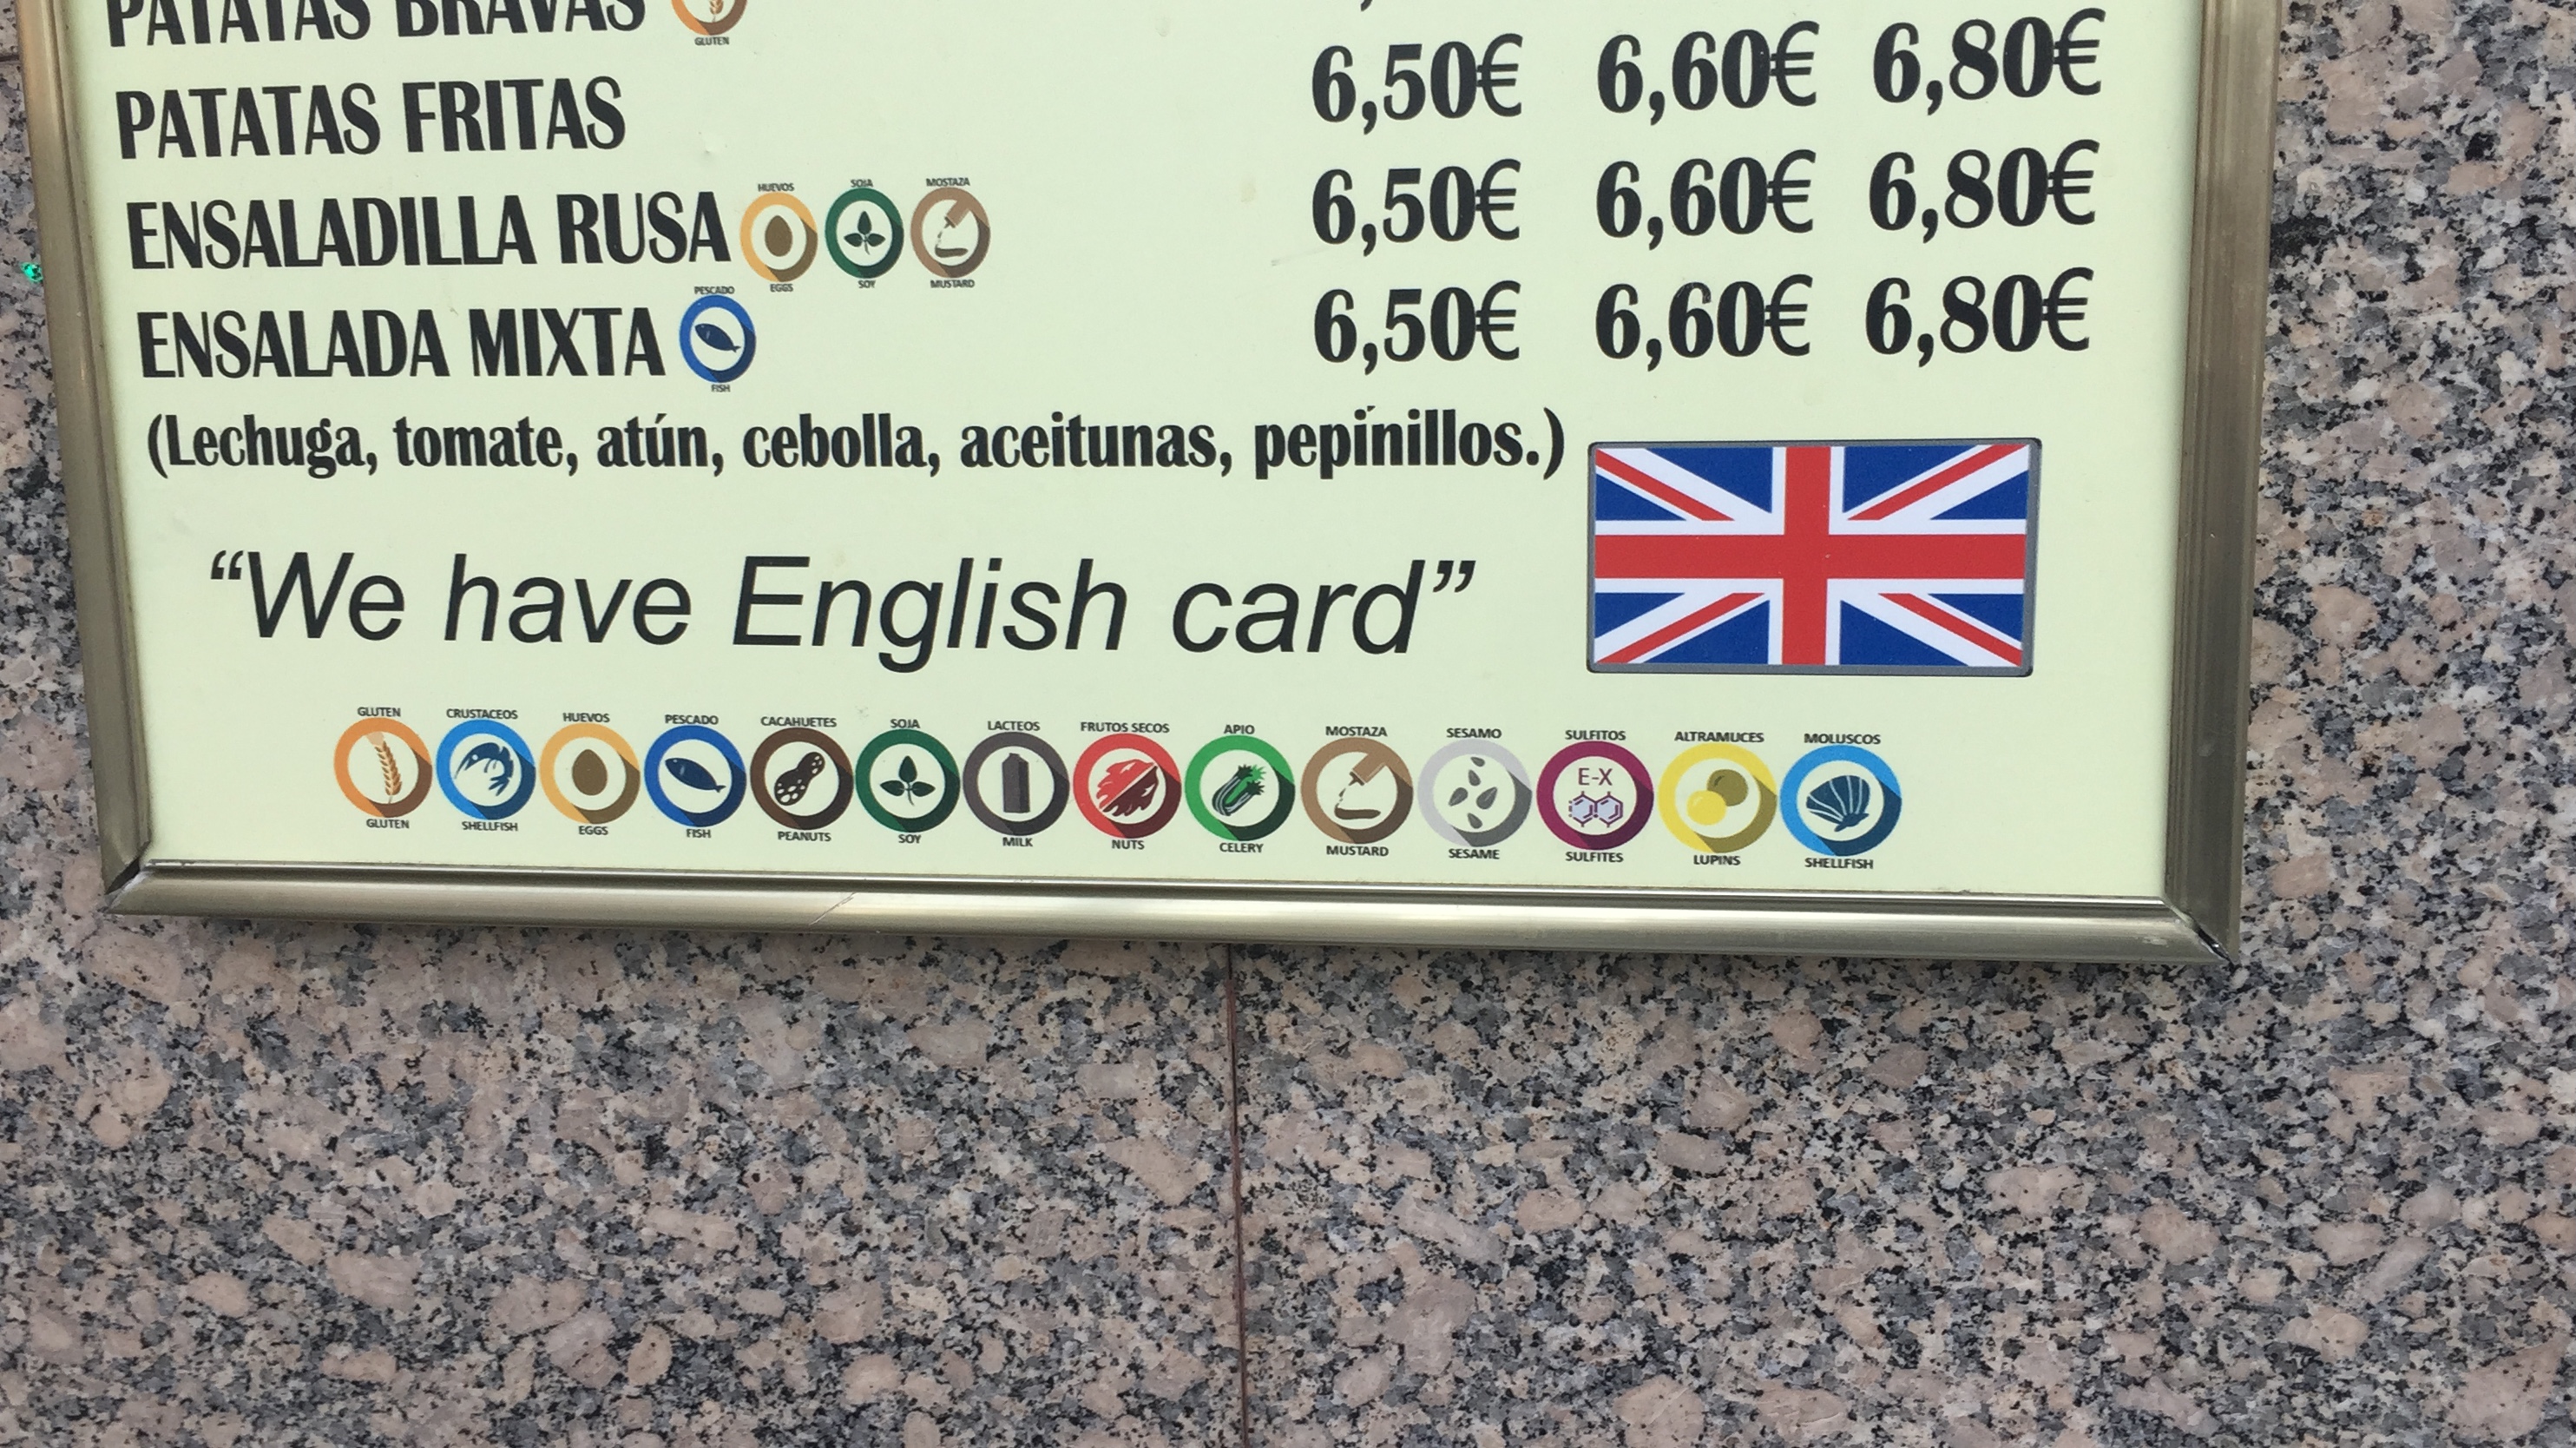 PATATAS BRAVAS
GLUTEN
6,50€ 6,60€ 6,80€
PATATAS FRITAS
6,50€ 6,60€ 6,80€
HUEVOS SOJA MOSTAZA
ENSALADILLA RUSA
EGGS SOY MUSTARD
6,50€ 6,60€ 6,80€
PESCADO
ENSALADA MIXTA
FISH
(Lechuga, tomate, atún, cebolla, aceitunas, pepinillos.)
“We have English card”
GLUTEN CRUSTACEOS HUEVOS PESCADO CACAHUETES SOJA LACTEOS FRUTOS SECOS APIO MOSTAZA SESAMO SULFITOS ALTRAMUCES MOLUSCOS
E-X
GLUTEN SHELLFISH EGGS FISH PEANUTS SOY MILK NUTS CELERY MUSTARD SESAME SULFITES LUPINS SHELLFISH